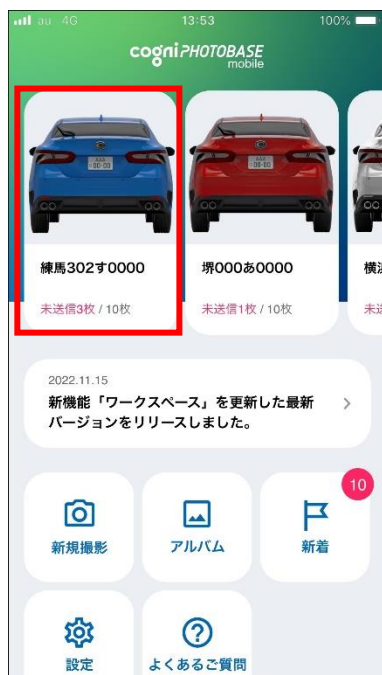 au 4G 13:53 100%
cogni PHOTOBASE
mobile
練馬302す0000 堺000あ0000 横浜
未送信3枚 / 10枚 未送信1枚 / 10枚 未送
2022.11.15
新機能「ワークスペース」を更新した最新
バージョンをリリースしました。
10
新規撮影 アルバム 新着
設定 よくあるご質問